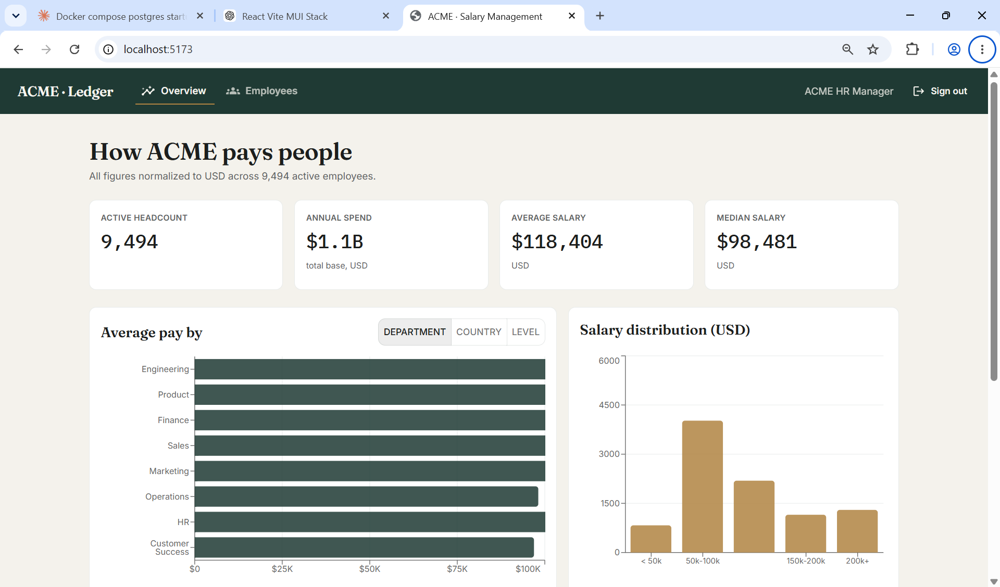 Docker compose postgres start
React Vite MUI Stack
ACME · Salary Management
localhost:5173
ACME · Ledger
Overview
Employees
ACME HR Manager
Sign out
How ACME pays people
All figures normalized to USD across 9,494 active employees.
ACTIVE HEADCOUNT
9,494
ANNUAL SPEND
$1.1B
total base, USD
AVERAGE SALARY
$118,404
USD
MEDIAN SALARY
$98,481
USD
Average pay by
DEPARTMENT
COUNTRY
LEVEL
Engineering
Product
Finance
Sales
Marketing
Operations
HR
Customer
Success
$0
$25K
$50K
$75K
$100K
Salary distribution (USD)
6000
4500
3000
1500
0
< 50k
50k-100k
150k-200k
200k+